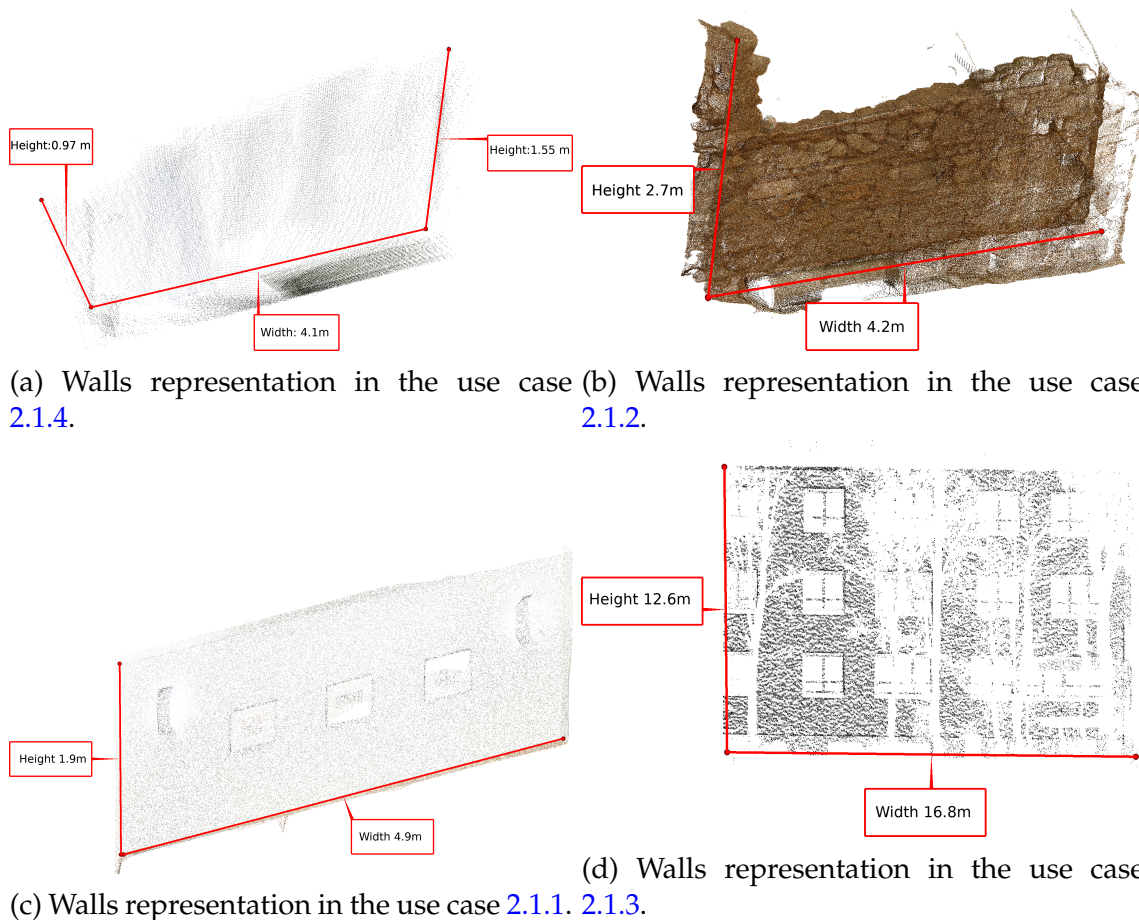 Height:0.97 m
Height:1.55 m
Width: 4.1m
Height 2.7m
Width 4.2m
(a) Walls representation in the use case
2.1.4.
(b) Walls representation in the use case
2.1.2.
Height 1.9m
Width 4.9m
Height 12.6m
Width 16.8m
(c) Walls representation in the use case 2.1.1.
(d) Walls representation in the use case
2.1.3.